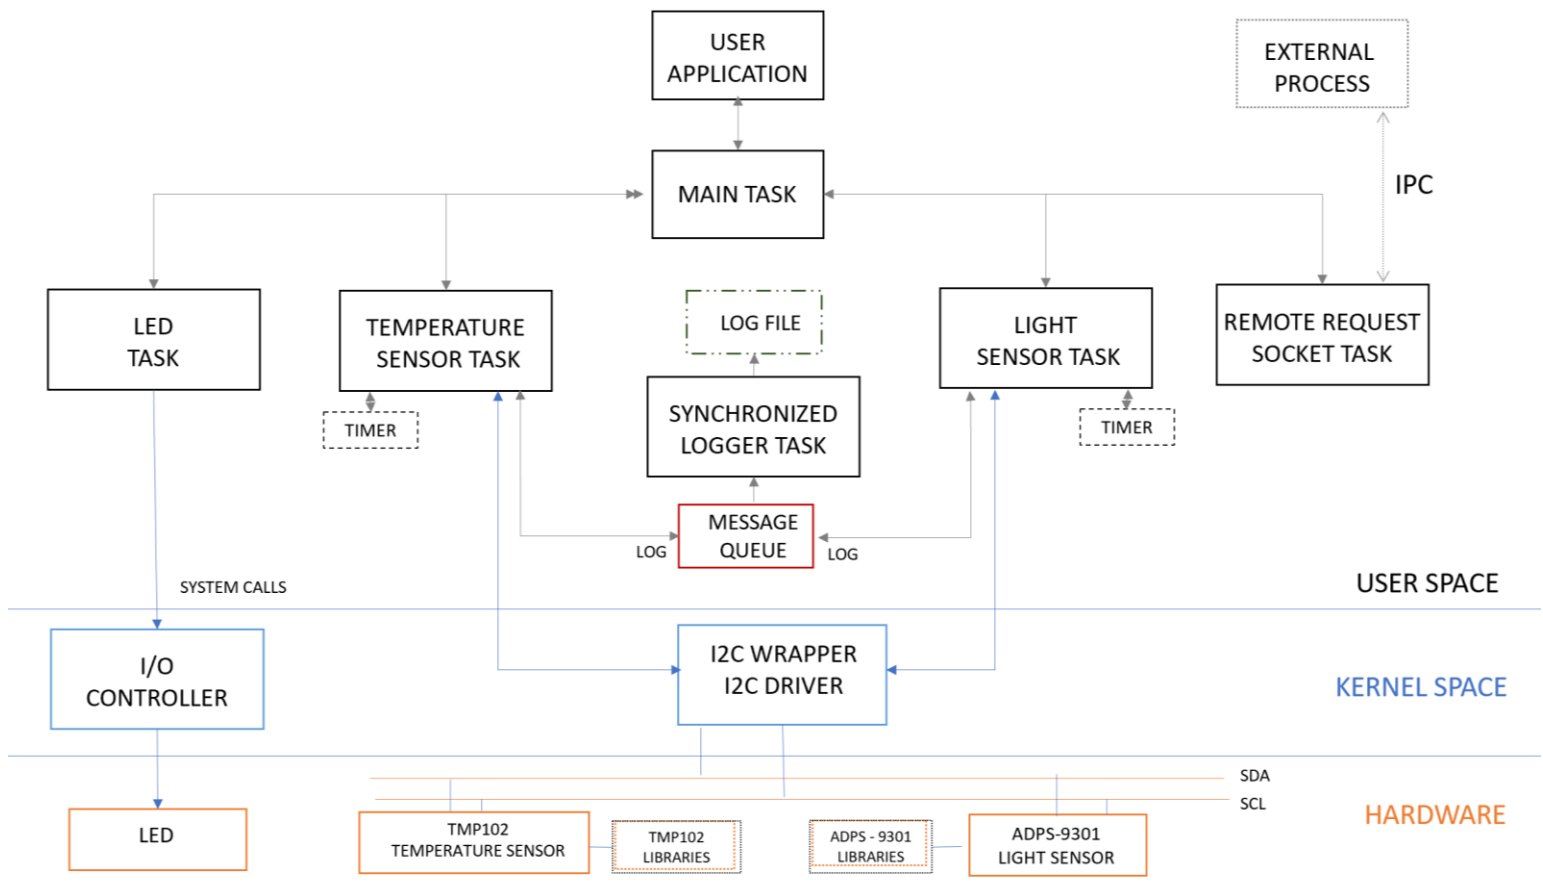 USER
APPLICATION
EXTERNAL
PROCESS
MAIN TASK
IPC
LED
TASK
TEMPERATURE
SENSOR TASK
LOG FILE
LIGHT
SENSOR TASK
REMOTE REQUEST
SOCKET TASK
TIMER
SYNCHRONIZED
LOGGER TASK
TIMER
MESSAGE
QUEUE
LOG
LOG
SYSTEM CALLS
USER SPACE
I/O
CONTROLLER
I2C WRAPPER
I2C DRIVER
KERNEL SPACE
SDA
SCL
HARDWARE
LED
TMP102
TEMPERATURE SENSOR
TMP102
LIBRARIES
ADPS - 9301
LIBRARIES
ADPS-9301
LIGHT SENSOR